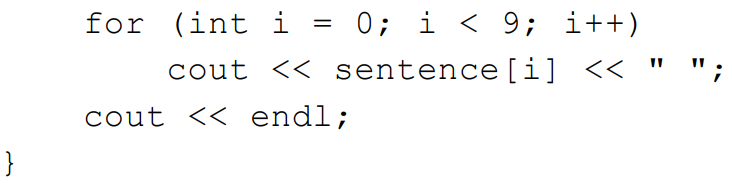 for (int i = 0; i < 9; i++)
cout << sentence[i] << " ";
cout << endl;
}